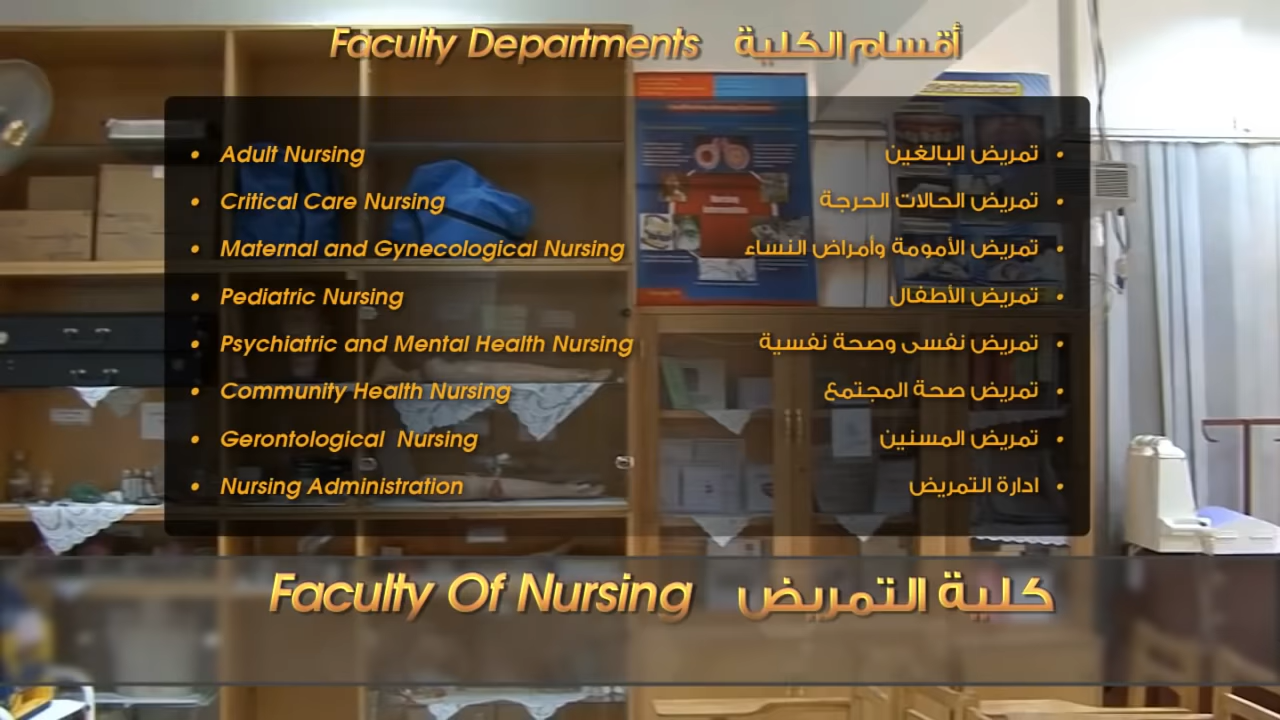 Faculty Departments أقسام الكلية
• Adult Nursing
• تمريض البالغين
• Critical Care Nursing
• تمريض الحالات الحرجة
• Maternal and Gynecological Nursing
• تمريض الأمومة وأمراض النساء
• Pediatric Nursing
• تمريض الأطفال
• Psychiatric and Mental Health Nursing
• تمريض نفسى وصحة نفسية
• Community Health Nursing
• تمريض صحة المجتمع
• Gerontological Nursing
• تمريض المسنين
• Nursing Administration
• ادارة التمريض
Faculty Of Nursing كلية التمريض